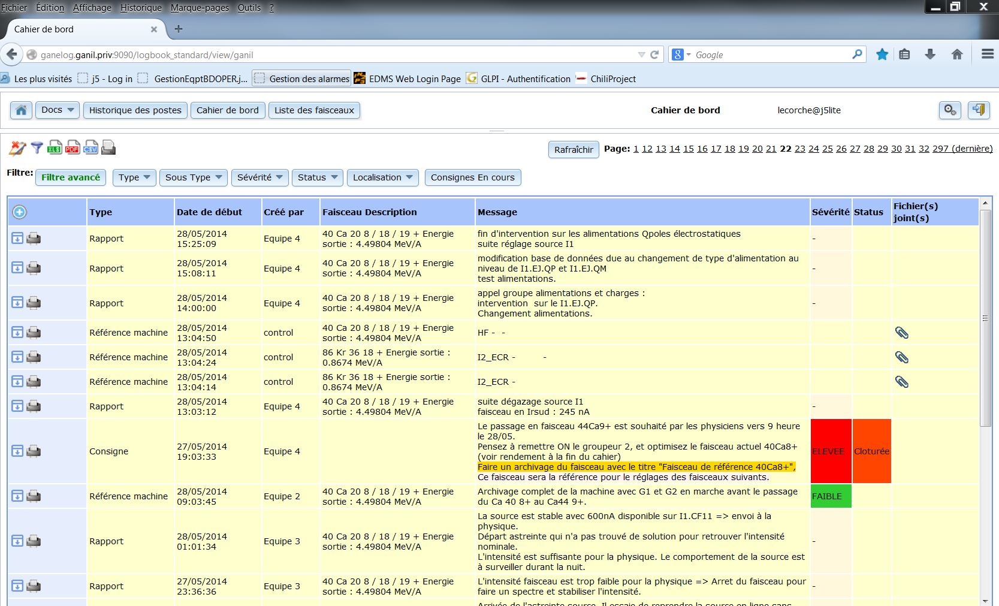 Fichier Édition Affichage Historique Marque-pages Outils ?
Cahier de bord
ganelog.ganil.priv:9090/logbook_standard/view/ganil
Google
Les plus visités j5 - Log in GestionEqptBDOPER.j... Gestion des alarmes EDMS Web Login Page GLPI - Authentification ChiliProject
Docs Historique des postes Cahier de bord Liste des faisceaux Cahier de bord lecorche@j5lite
XLS PDF CSV
Rafraîchir Page: 1 12 13 14 15 16 17 18 19 20 21 22 23 24 25 26 27 28 29 30 31 32 297 (dernière)
Filtre: Filtre avancé Type Sous Type Sévérité Status Localisation Consignes En cours
Type Date de début Créé par Faisceau Description Message Sévérité Status Fichier(s)
joint(s)
Rapport
28/05/2014
15:25:09
Equipe 4
40 Ca 20 8 / 18 / 19 + Energie
sortie : 4.49804 MeV/A
fin d'intervention sur les alimentations Qpoles électrostatiques
suite réglage source I1
-
Rapport
28/05/2014
15:08:11
Equipe 4
40 Ca 20 8 / 18 / 19 + Energie
sortie : 4.49804 MeV/A
modification base de données due au changement de type d'alimentation au
niveau de I1.EJ.QP et I1.EJ.QM
test alimentations.
-
Rapport
28/05/2014
14:00:00
Equipe 4
40 Ca 20 8 / 18 / 19 + Energie
sortie : 4.49804 MeV/A
appel groupe alimentations et charges :
intervention  sur le I1.EJ.QP.
Changement alimentations.
-
Référence machine
28/05/2014
13:04:50
control
40 Ca 20 8 / 18 / 19 + Energie
sortie : 4.49804 MeV/A
HF -  -
Référence machine
28/05/2014
13:04:24
control
86 Kr 36 18 + Energie sortie :
0.8674 MeV/A
I2_ECR -          -
Référence machine
28/05/2014
13:04:14
control
86 Kr 36 18 + Energie sortie :
0.8674 MeV/A
I2_ECR -
Rapport
28/05/2014
13:03:12
Equipe 4
40 Ca 20 8 / 18 / 19 + Energie
sortie : 4.49804 MeV/A
suite dégazage source I1
faisceau en Irsud : 245 nA
-
Consigne
27/05/2014
19:03:33
Equipe 4
Le passage en faisceau 44Ca9+ est souhaité par les physiciens vers 9 heure
le 28/05.
Pensez à remettre ON le groupeur 2, et optimisez le faisceau actuel 40Ca8+
(voir rendement à la fin du cahier)
Faire un archivage du faisceau avec le titre "Faisceau de référence 40Ca8+",
Ce faisceau sera la référence pour le réglages des faisceaux suivants.
ELEVEE
Cloturée
Référence machine
28/05/2014
09:03:45
Equipe 2
40 Ca 20 8 / 18 / 19 + Energie
sortie : 4.49804 MeV/A
Archivage complet de la machine avec G1 et G2 en marche avant le passage
du Ca 40 8+ au Ca44 9+.
FAIBLE
Rapport
28/05/2014
01:01:34
Equipe 3
40 Ca 20 8 / 18 / 19 + Energie
sortie : 4.49804 MeV/A
La source est stable avec 600nA disponible sur I1.CF11 => envoi à la
physique.
Départ astreinte qui n'a pas trouvé de solution pour retrouver l'intensité
nominale.
L'intensité est suffisante pour la physique. Le comportement de la source est
à surveiller durant la nuit.
-
Rapport
27/05/2014
23:36:36
Equipe 3
40 Ca 20 8 / 18 / 19 + Energie
sortie : 4.49804 MeV/A
L'intensité faisceau est trop faible pour la physique => Arret du faisceau pour
faire un spectre et stabiliser l'intensité.
-
Arrivée de l'astreinte source. Il essaie de reprendre la source en ligne sans